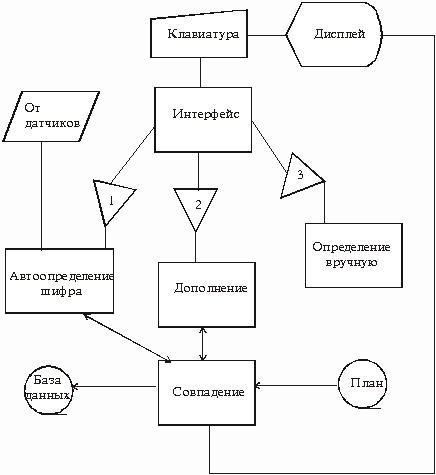 Клавиатура
Дисплей
От
датчиков
Интерфейс
1
2
3
Автоопределение
шифра
Дополнение
Определение
вручную
База
данных
Совпадение
План